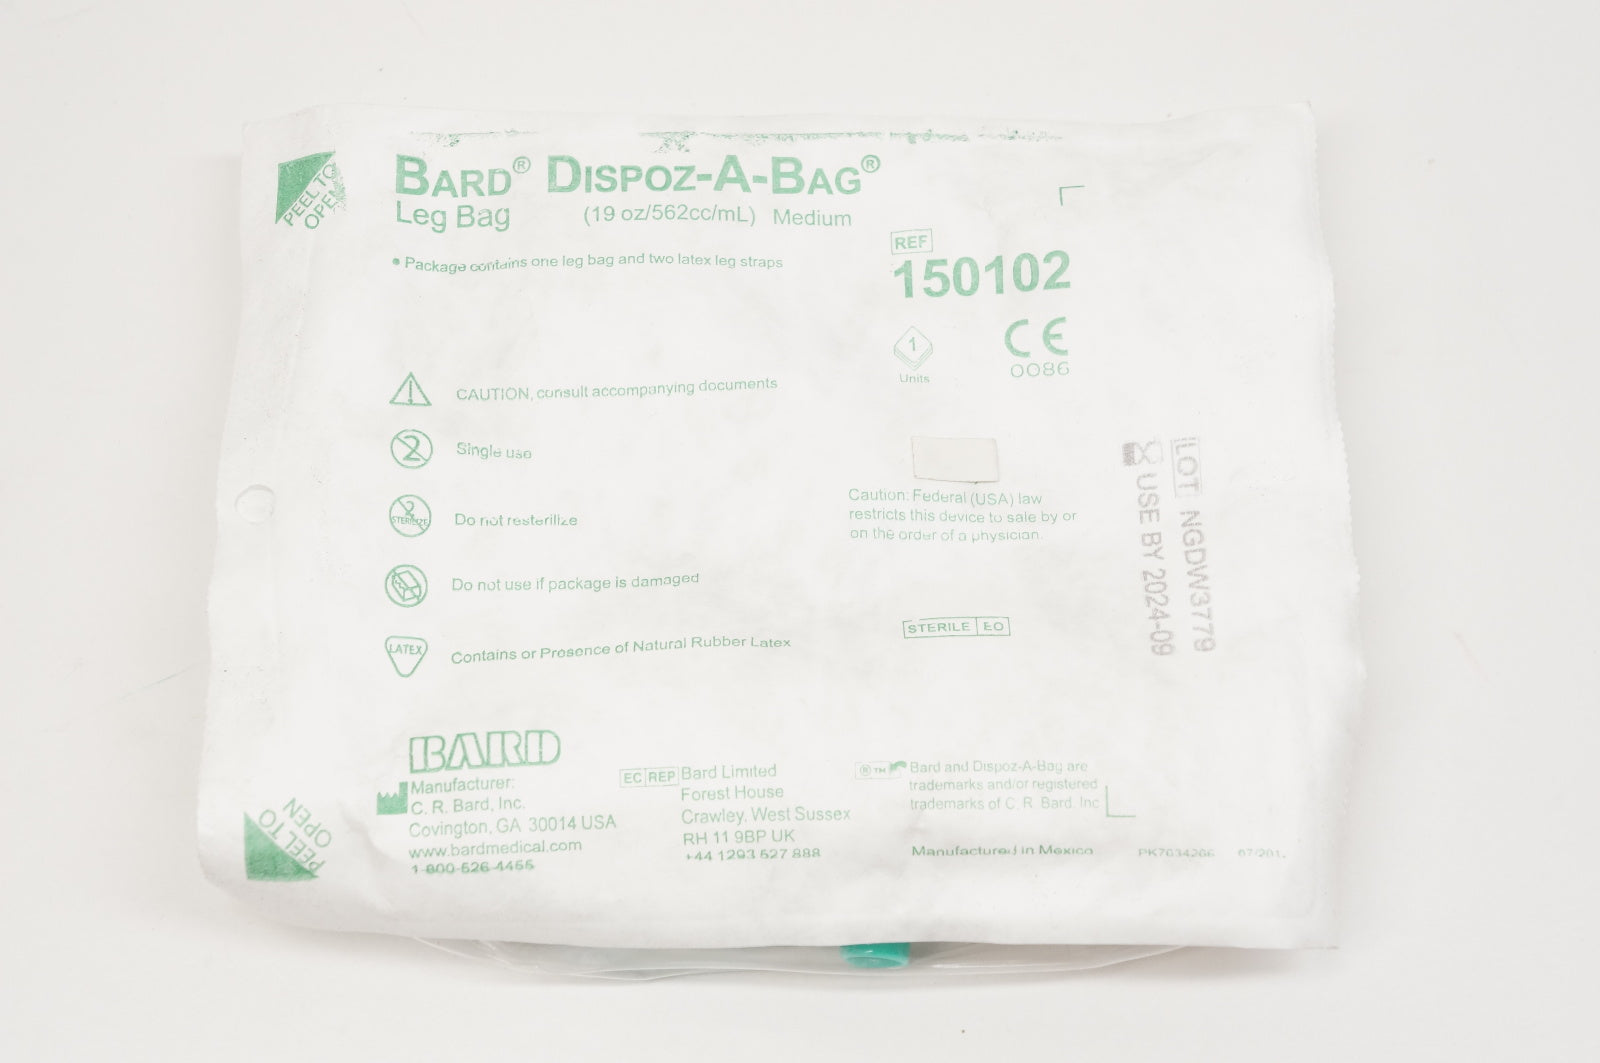 PEEL TO
OPEN
BARD® DISPOZ-A-BAG®
Leg Bag (19 oz/562cc/mL) Medium
• Package contains one leg bag and two latex leg straps
REF
150102
1
Units
CE
0086
CAUTION, consult accompanying documents
2
Single use
2
STERILIZE
Do not resterilize
Do not use if package is damaged
LATEX
Contains or Presence of Natural Rubber Latex
Caution: Federal (USA) law
restricts this device to sale by or
on the order of a physician.
STERILE EO
LOT NGDW3779
USE BY 2024-09
BARD
Manufacturer:
C. R. Bard, Inc.
Covington, GA 30014 USA
www.bardmedical.com
1-800-526-4455
EC REP Bard Limited
Forest House
Crawley, West Sussex
RH 11 9BP UK
+44 1293 527 888
®™ Bard and Dispoz-A-Bag are
trademarks and/or registered
trademarks of C. R. Bard. Inc
Manufactured in Mexico
PEEL TO
OPEN